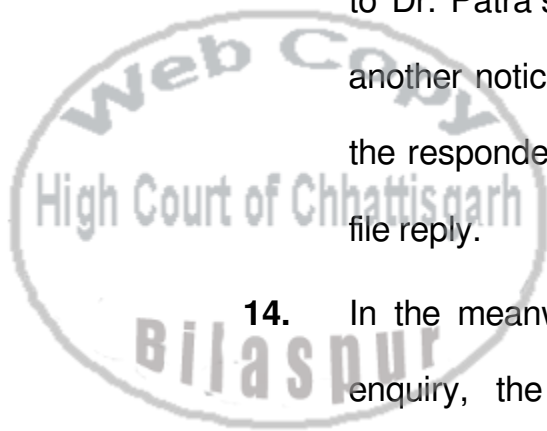 to Dr. Patra's
another notic
the responde
file reply.
14. In the meanw
enquiry, the
Web Copy
High Court of Chhattisgarh
Bilaspur